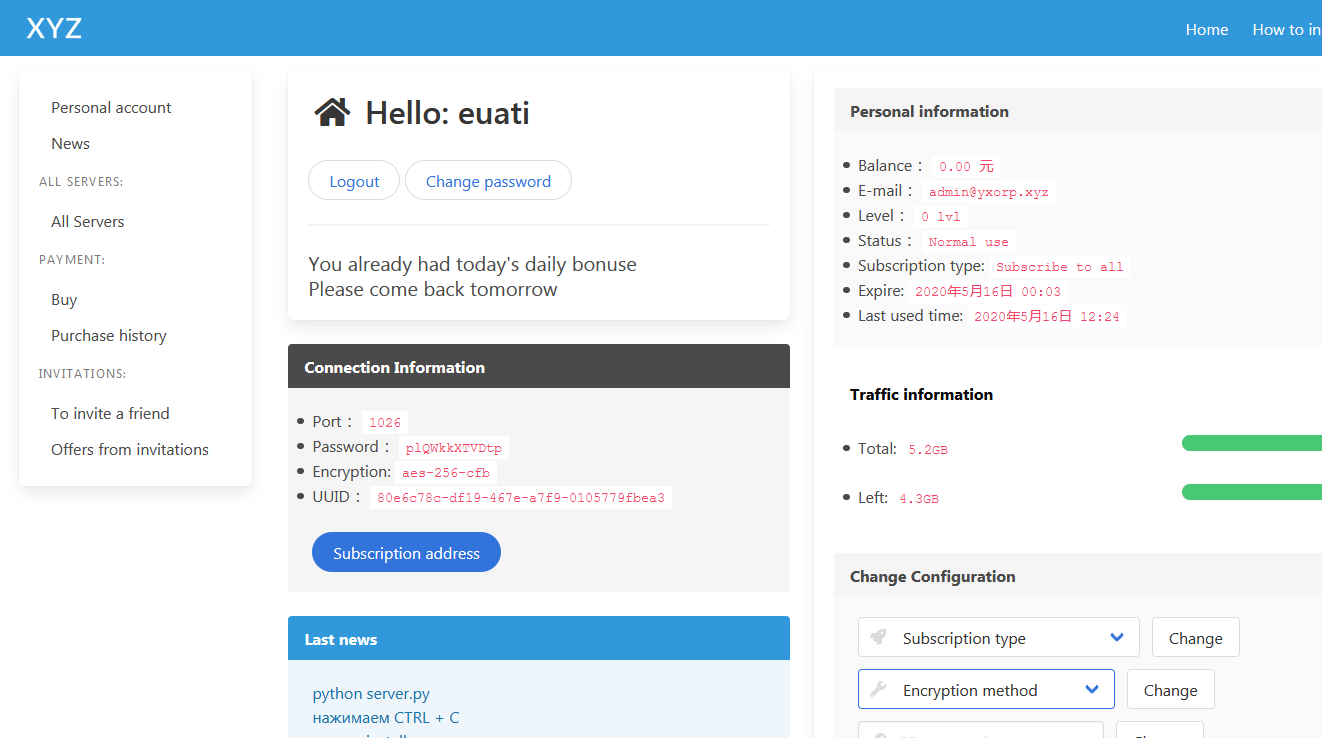 XYZ
Home
How to in
Personal account
News
ALL SERVERS:
All Servers
PAYMENT:
Buy
Purchase history
INVITATIONS:
To invite a friend
Offers from invitations
Hello: euati
Logout
Change password
You already had today's daily bonuse
Please come back tomorrow
Connection Information
Port： 1026
Password： plQWkkXTVDtp
Encryption: aes-256-cfb
UUID： 80e6c78c-df19-467e-a7f9-0105779fbea3
Subscription address
Last news
python server.py
нажимаем CTRL + C
Personal information
Balance： 0.00 元
E-mail： admin@yxorp.xyz
Level： 0 lvl
Status： Normal use
Subscription type: Subscribe to all
Expire: 2020年5月16日 00:03
Last used time: 2020年5月16日 12:24
Traffic information
Total: 5.2GB
Left: 4.3GB
Change Configuration
Subscription type
Change
Encryption method
Change